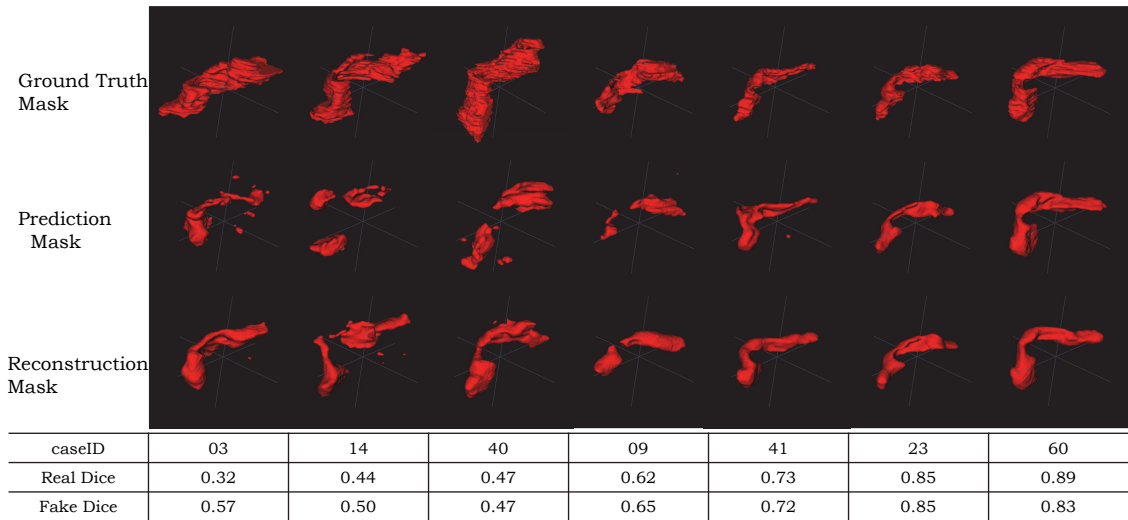 Ground Truth
Mask
Prediction
Mask
Reconstruction
Mask
caseID 03 14 40 09 41 23 60
Real Dice 0.32 0.44 0.47 0.62 0.73 0.85 0.89
Fake Dice 0.57 0.50 0.47 0.65 0.72 0.85 0.83